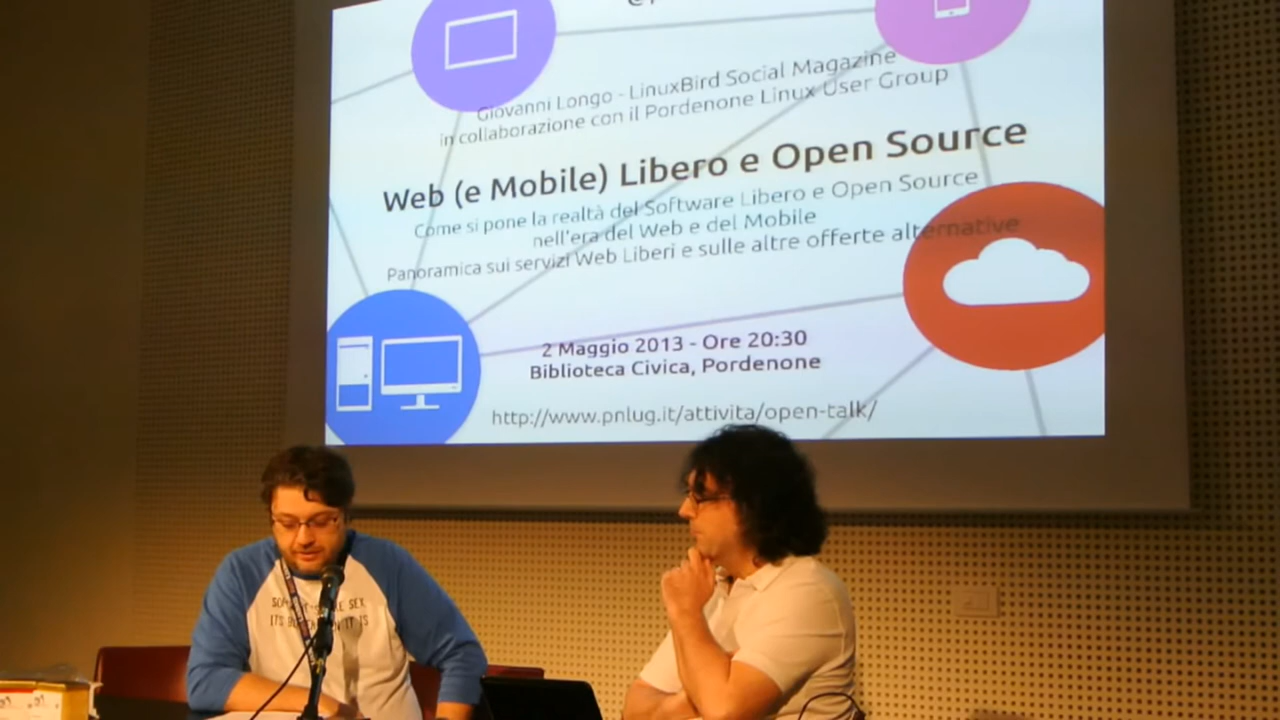 Giovanni Longo - LinuxBird Social Magazine
in collaborazione con il Pordenone Linux User Group
Web (e Mobile) Libero e Open Source
Come si pone la realtà del Software Libero e Open Source
nell'era del Web e del Mobile
Panoramica sui servizi Web Liberi e sulle altre offerte alternative
2 Maggio 2013 - Ore 20:30
Biblioteca Civica, Pordenone
http://www.pnlug.it/attivita/open-talk/
SEX
IT IS